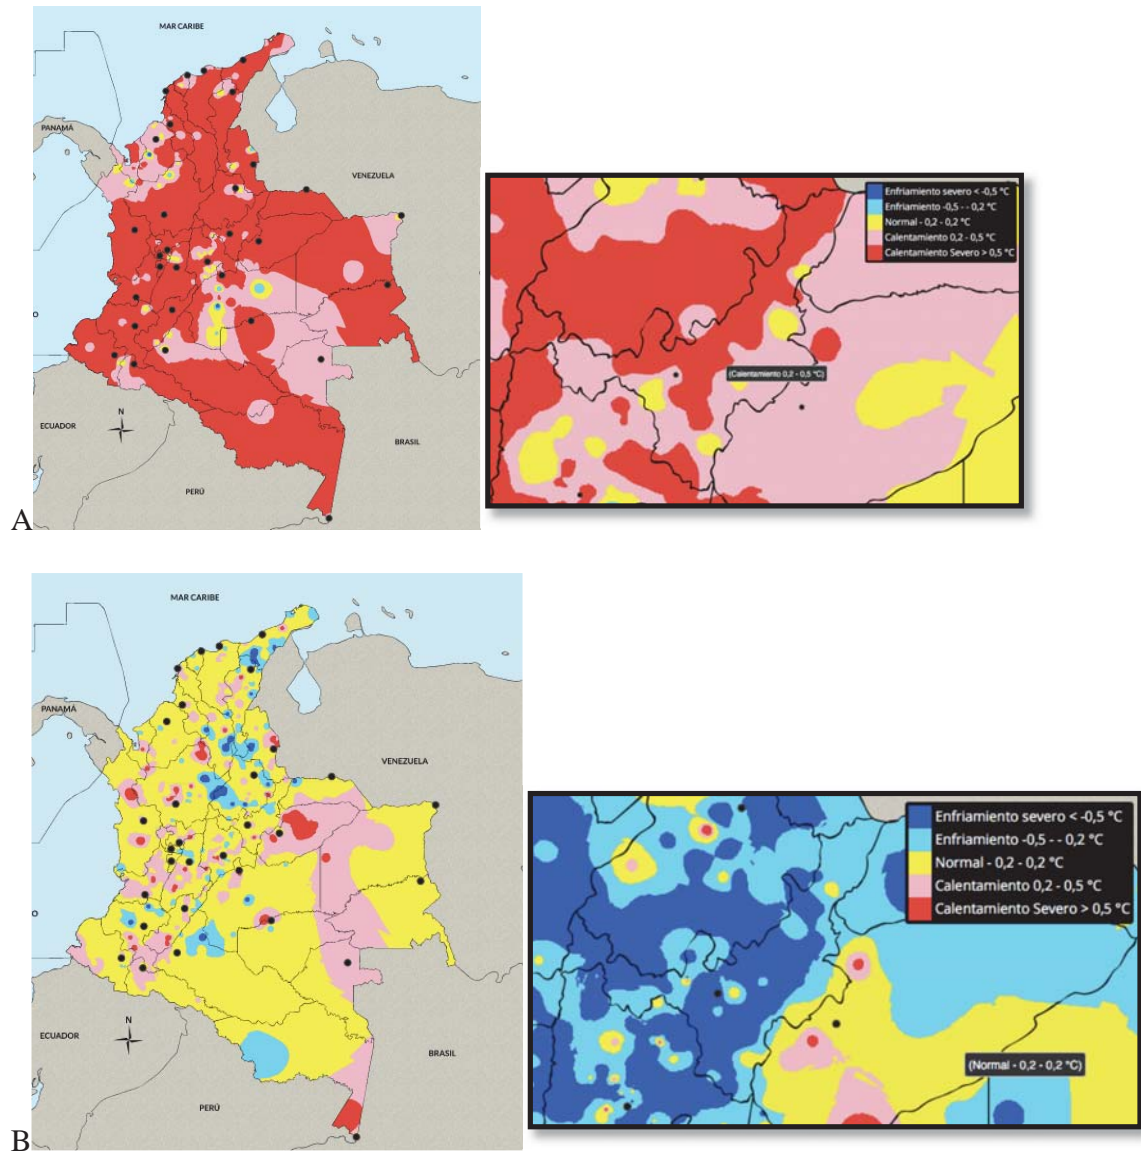 MAR CARIBE
PANAMÁ
VENEZUELA
N
ECUADOR
BRASIL
PERÚ
Enfriamiento severo < -0,5 °C
Enfriamiento -0,5 - - 0,2 °C
Normal - 0,2 - 0,2 °C
Calentamiento 0,2 - 0,5 °C
Calentamiento Severo > 0,5 °C
(Calentamiento 0,2 - 0,5 °C)
A
MAR CARIBE
PANAMÁ
VENEZUELA
N
ECUADOR
BRASIL
PERÚ
Enfriamiento severo < -0,5 °C
Enfriamiento -0,5 - - 0,2 °C
Normal - 0,2 - 0,2 °C
Calentamiento 0,2 - 0,5 °C
Calentamiento Severo > 0,5 °C
(Normal - 0,2 - 0,2 °C)
B